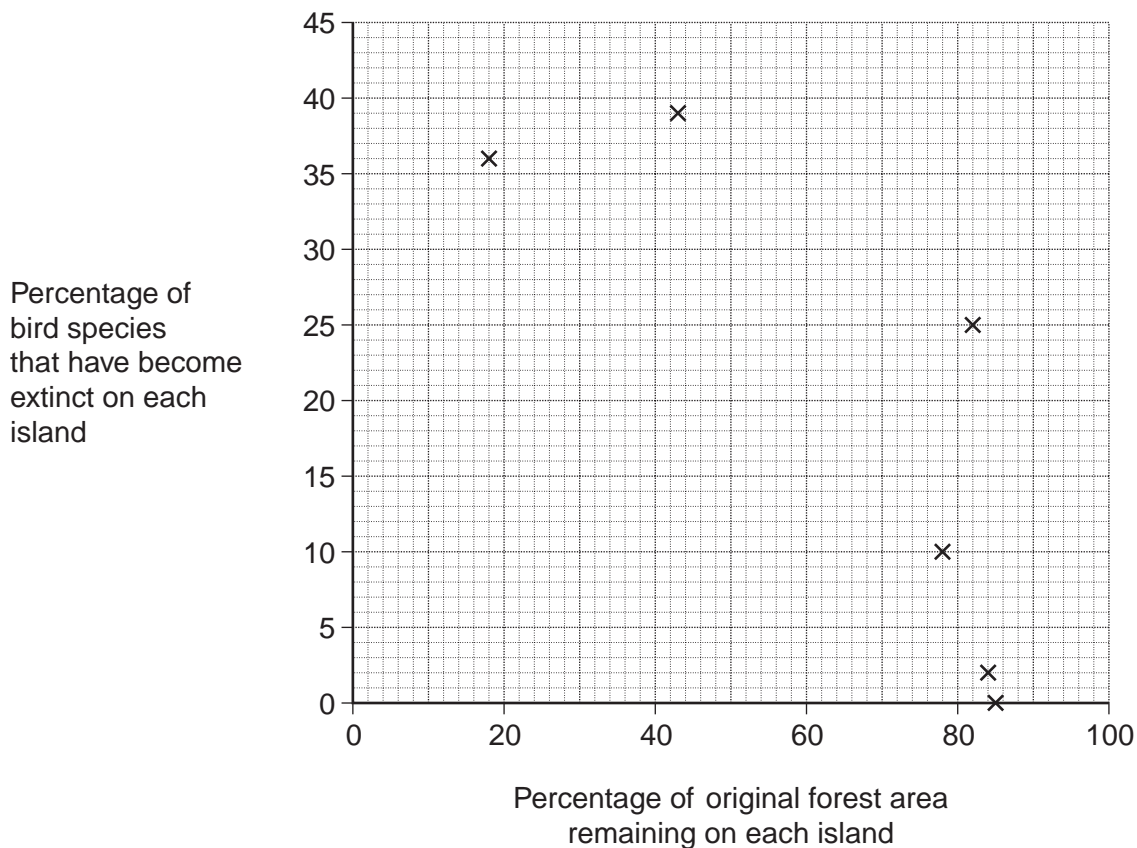 45
40
35
30
25
20
15
10
5
0
Percentage of
bird species
that have become
extinct on each
island
0 20 40 60 80 100
Percentage of original forest area
remaining on each island